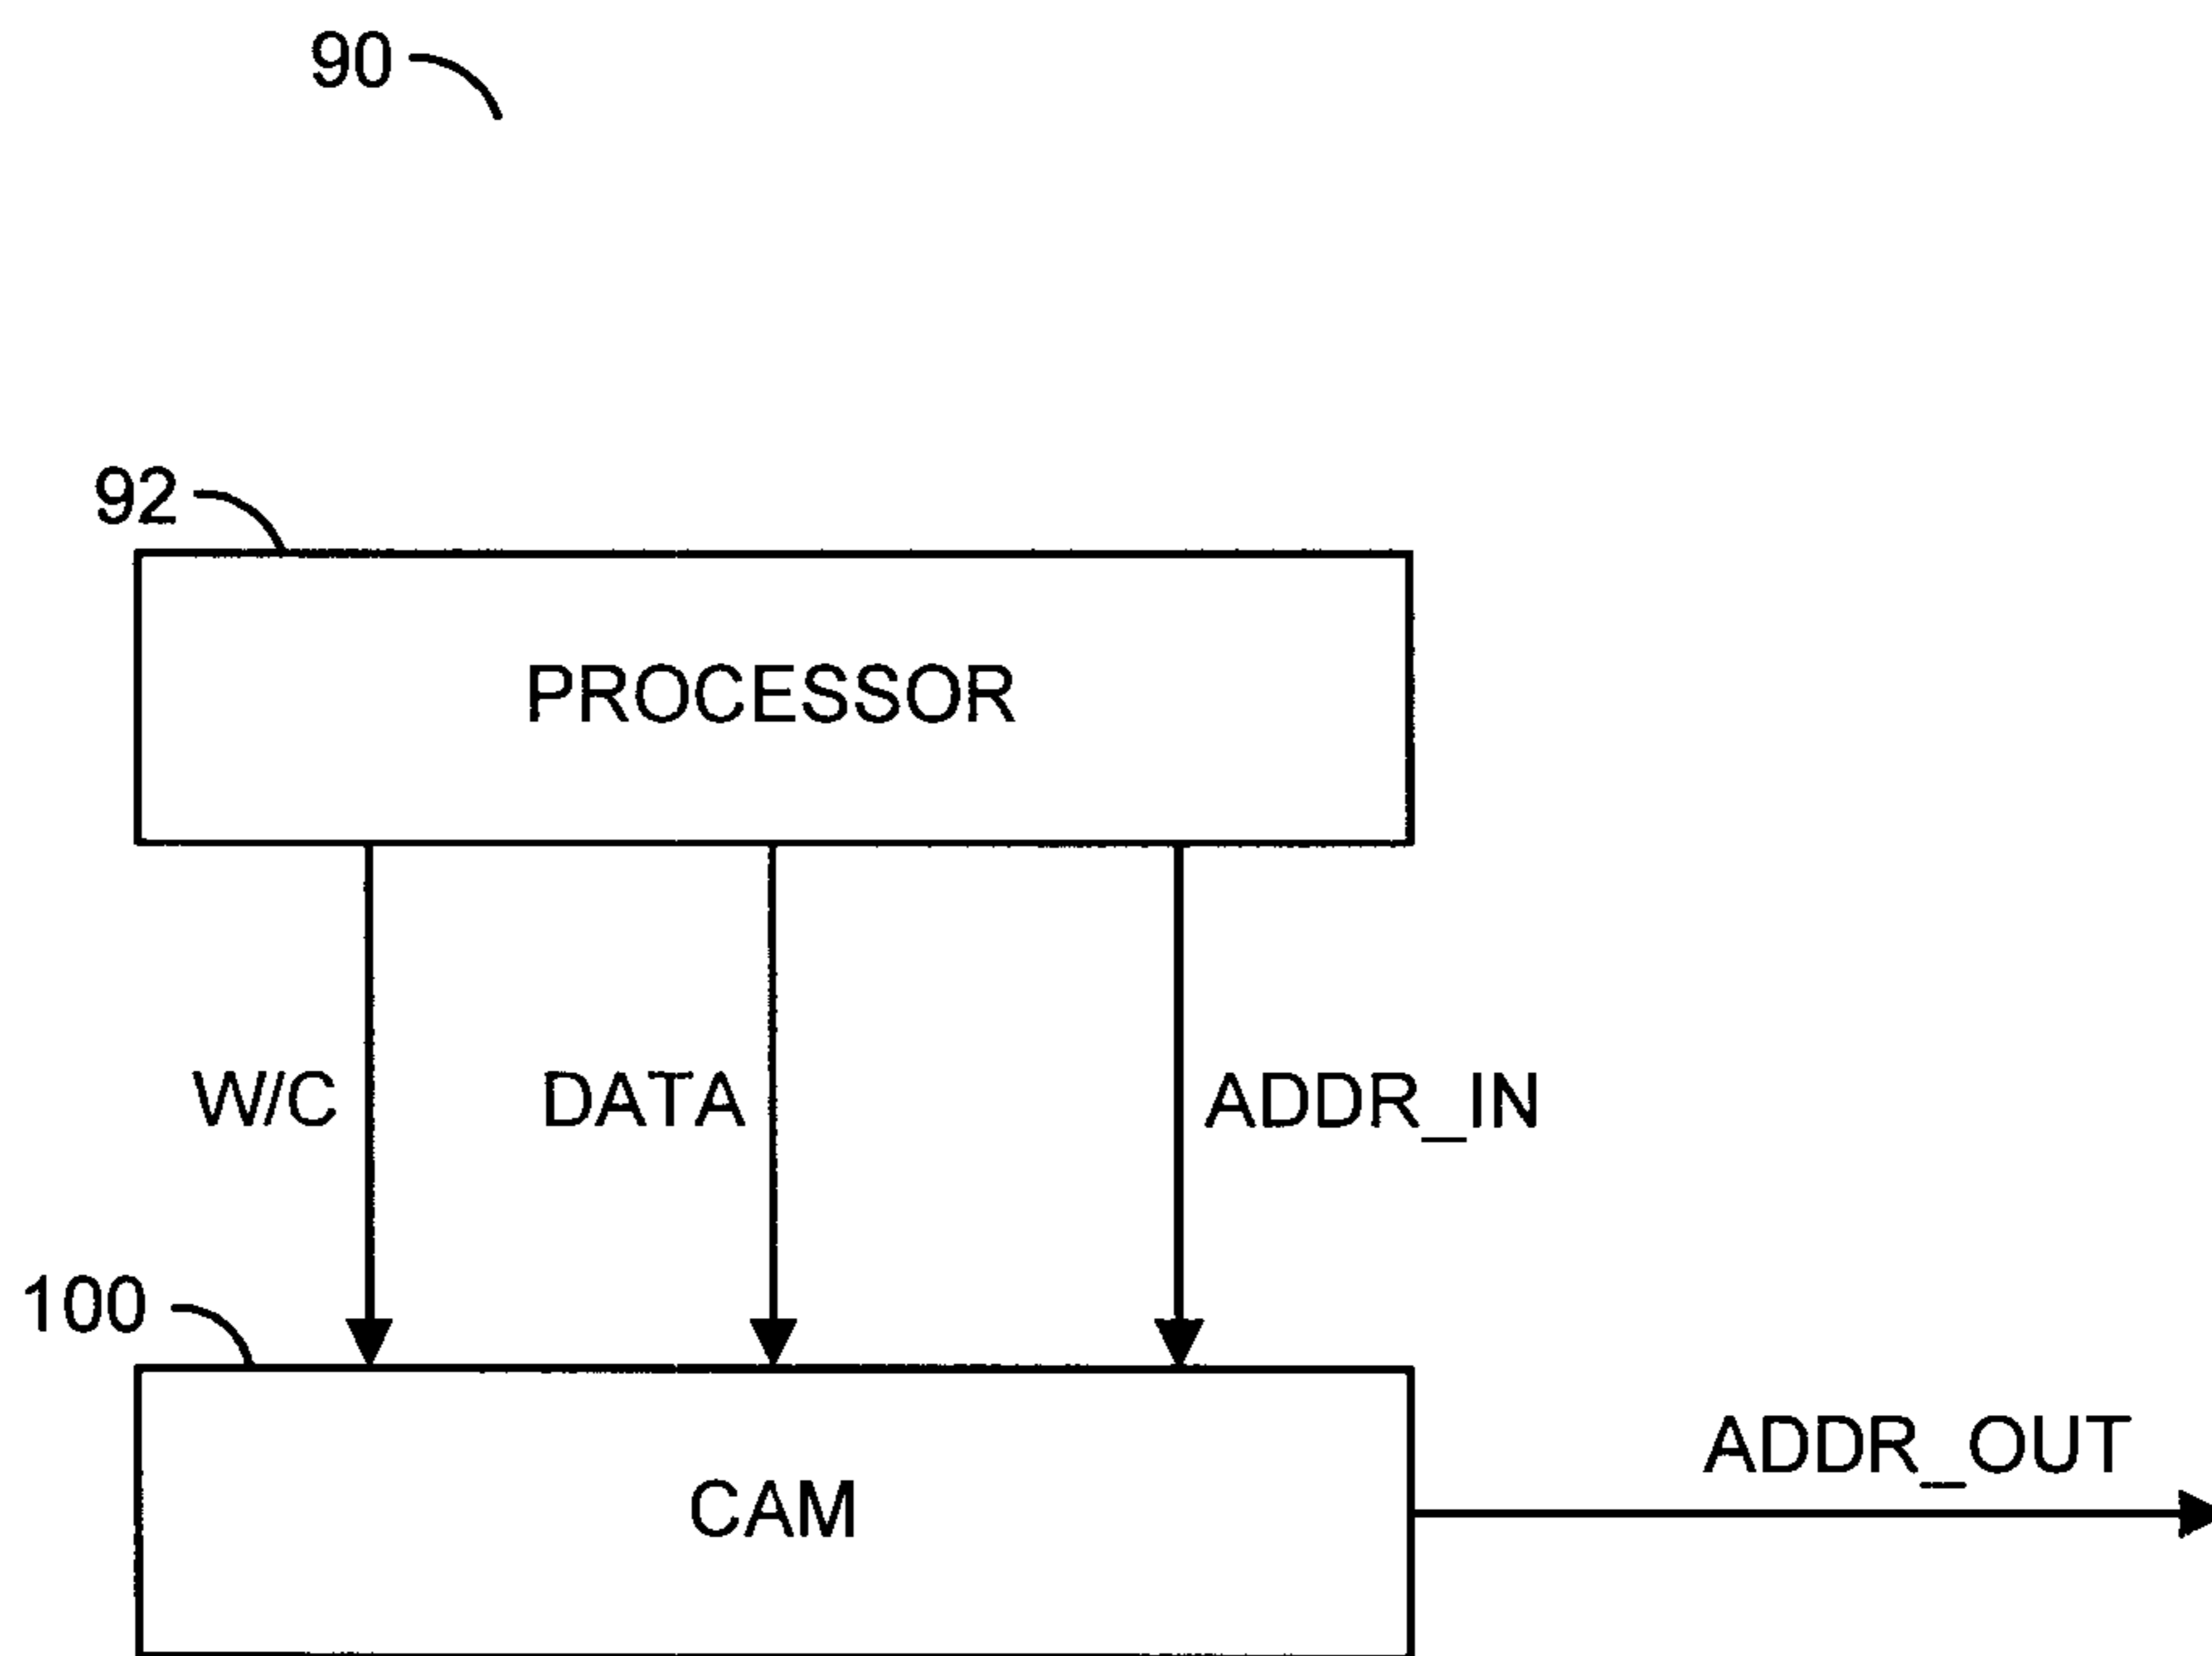 90
92
PROCESSOR
W/C
DATA
ADDR_IN
100
ADDR_OUT
CAM